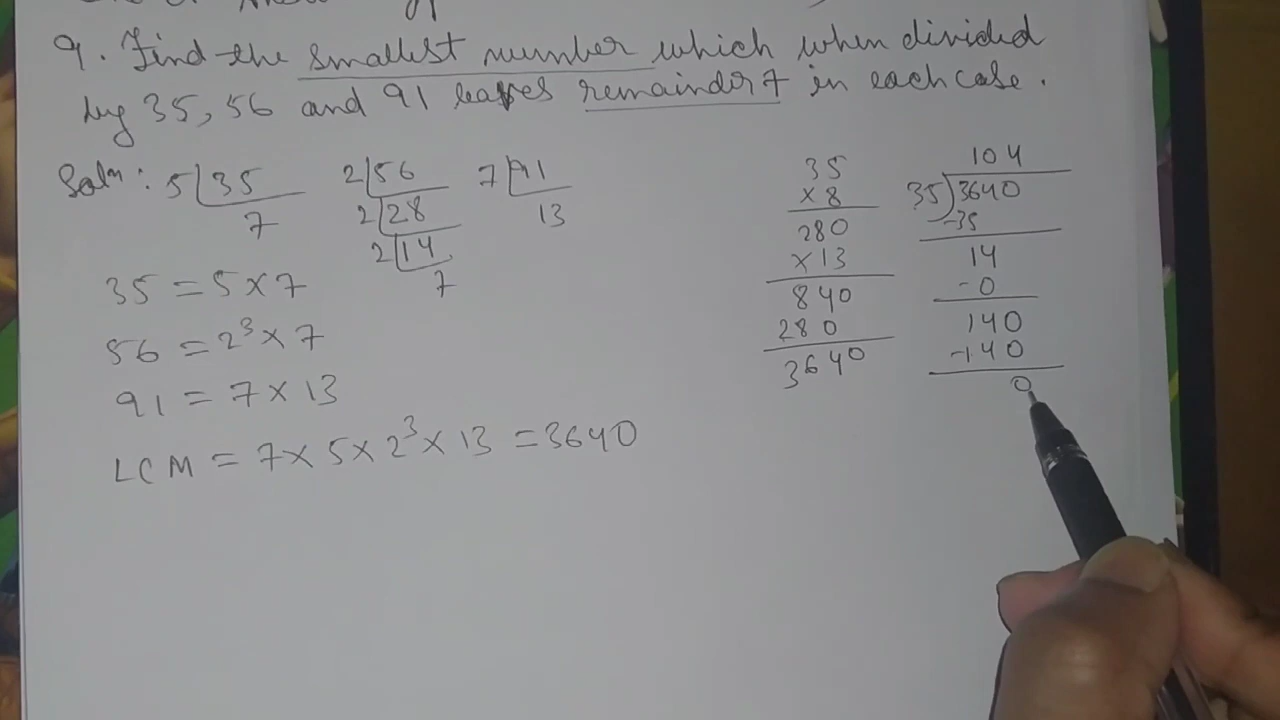 9. Find the smallest number which when divided
by 35, 56 and 91 leaves remainder 7 in each case.
Soln: 5 35
7
2 56
2 28
2 14
7
7 91
13
35 = 5 × 7
56 = 2³ × 7
91 = 7 × 13
LCM = 7 × 5 × 2³ × 13 = 3640
35
× 8
280
× 13
840
280
3640
104
35 ) 3640
-35
14
-0
140
-140
0